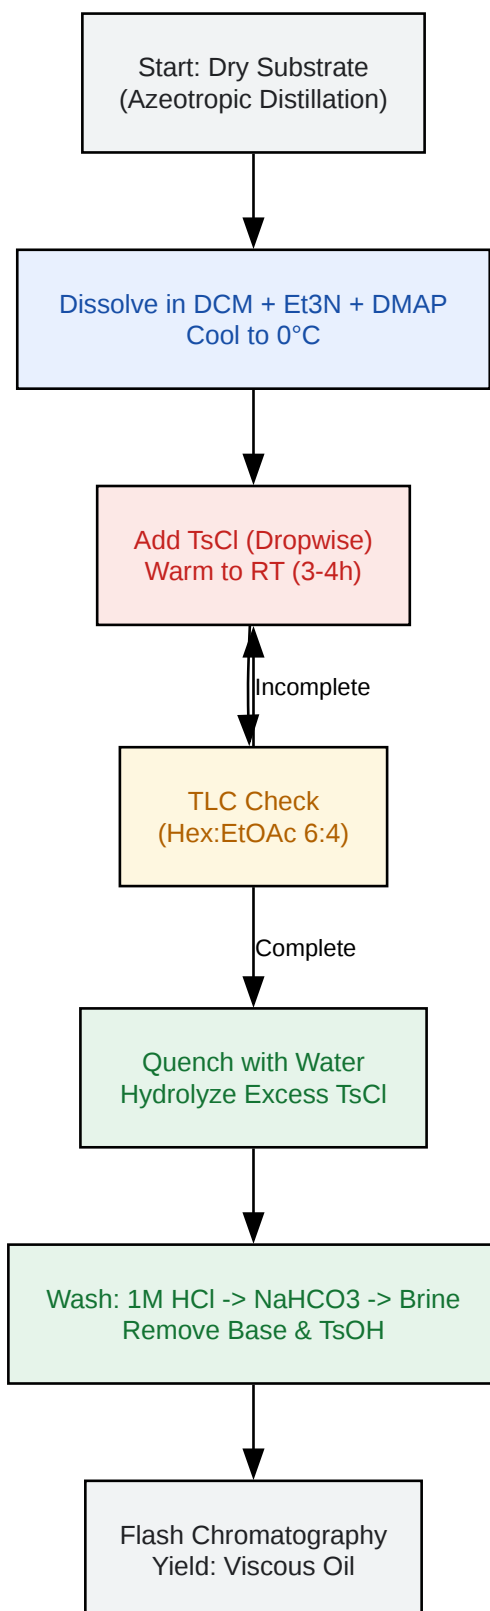 Start: Dry Substrate
(Azeotropic Distillation)
Dissolve in DCM + Et3N + DMAP
Cool to 0°C
Add TsCl (Dropwise)
Warm to RT (3-4h)
Incomplete
TLC Check
(Hex:EtOAc 6:4)
Complete
Quench with Water
Hydrolyze Excess TsCl
Wash: 1M HCl -> NaHCO3 -> Brine
Remove Base & TsOH
Flash Chromatography
Yield: Viscous Oil